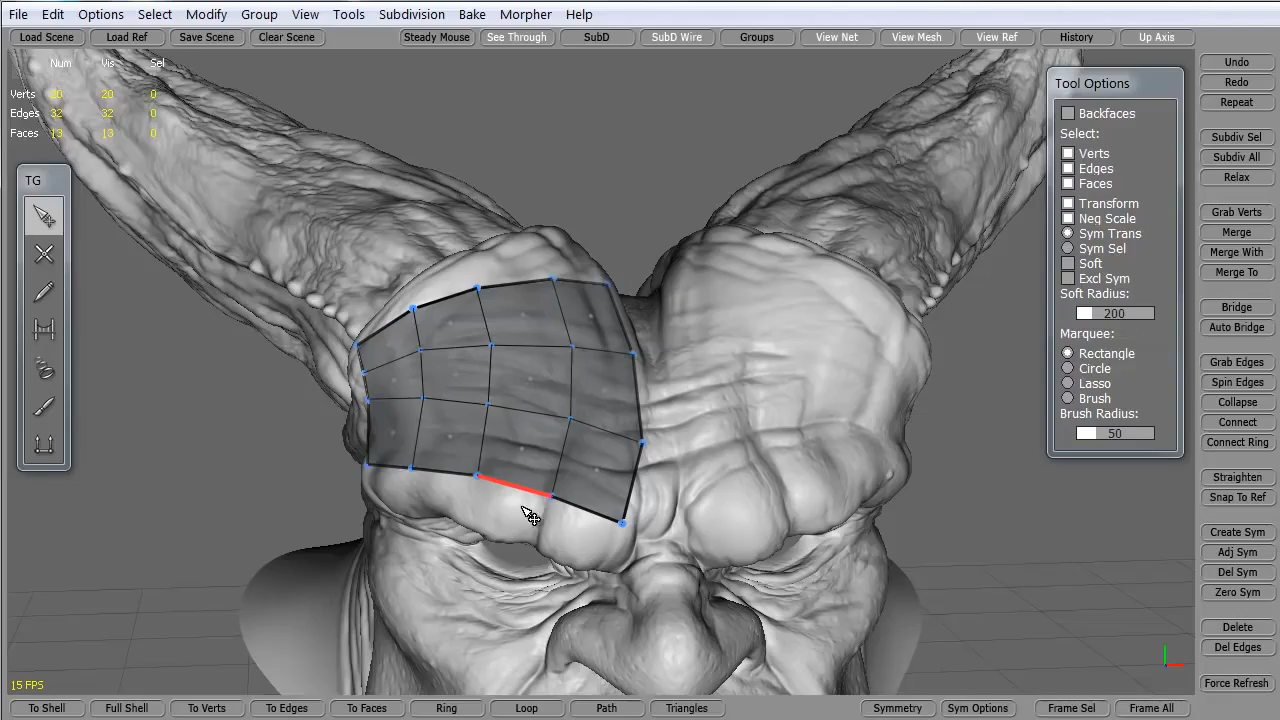 File Edit Options Select Modify Group View Tools Subdivision Bake Morpher Help
Load Scene Load Ref Save Scene Clear Scene Steady Mouse See Through SubD SubD Wire Groups View Net View Mesh View Ref History Up Axis
Num Vis Sel
Verts 20 20 0
Edges 32 32 0
Faces 13 13 0
TG
Tool Options
Backfaces
Select:
Verts
Edges
Faces
Transform
Neg Scale
Sym Trans
Sym Sel
Soft
Excl Sym
Soft Radius:
200
Marquee:
Rectangle
Circle
Lasso
Brush
Brush Radius:
50
Undo
Redo
Repeat
Subdiv Sel
Subdiv All
Relax
Grab Verts
Merge
Merge With
Merge To
Bridge
Auto Bridge
Grab Edges
Spin Edges
Collapse
Connect
Connect Ring
Straighten
Snap To Ref
Create Sym
Adj Sym
Del Sym
Zero Sym
Delete
Del Edges
Force Refresh
15 FPS
To Shell Full Shell To Verts To Edges To Faces Ring Loop Path Triangles Symmetry Sym Options Frame Sel Frame All